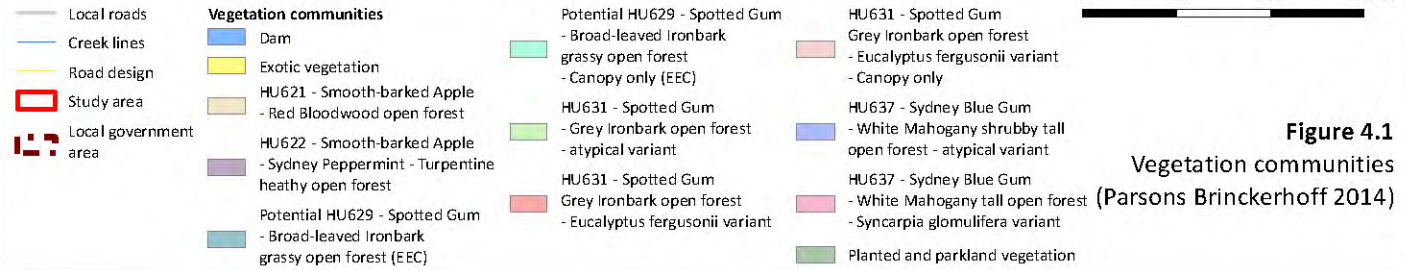 Local roads
Creek lines
Road design
Study area
Local government
area
Vegetation communities
Dam
Exotic vegetation
HU621 - Smooth-barked Apple
- Red Bloodwood open forest
HU622 - Smooth-barked Apple
- Sydney Peppermint - Turpentine
heathy open forest
Potential HU629 - Spotted Gum
- Broad-leaved Ironbark
grassy open forest (EEC)
Potential HU629 - Spotted Gum
- Broad-leaved Ironbark
grassy open forest
- Canopy only (EEC)
HU631 - Spotted Gum
- Grey Ironbark open forest
- atypical variant
HU631 - Spotted Gum
Grey Ironbark open forest
- Eucalyptus fergusonii variant
HU631 - Spotted Gum
Grey Ironbark open forest
- Eucalyptus fergusonii variant
- Canopy only
HU637 - Sydney Blue Gum
- White Mahogany shrubby tall
open forest - atypical variant
HU637 - Sydney Blue Gum
- White Mahogany tall open forest
- Syncarpia glomulifera variant
Planted and parkland vegetation
Figure 4.1
Vegetation communities
(Parsons Brinckerhoff 2014)